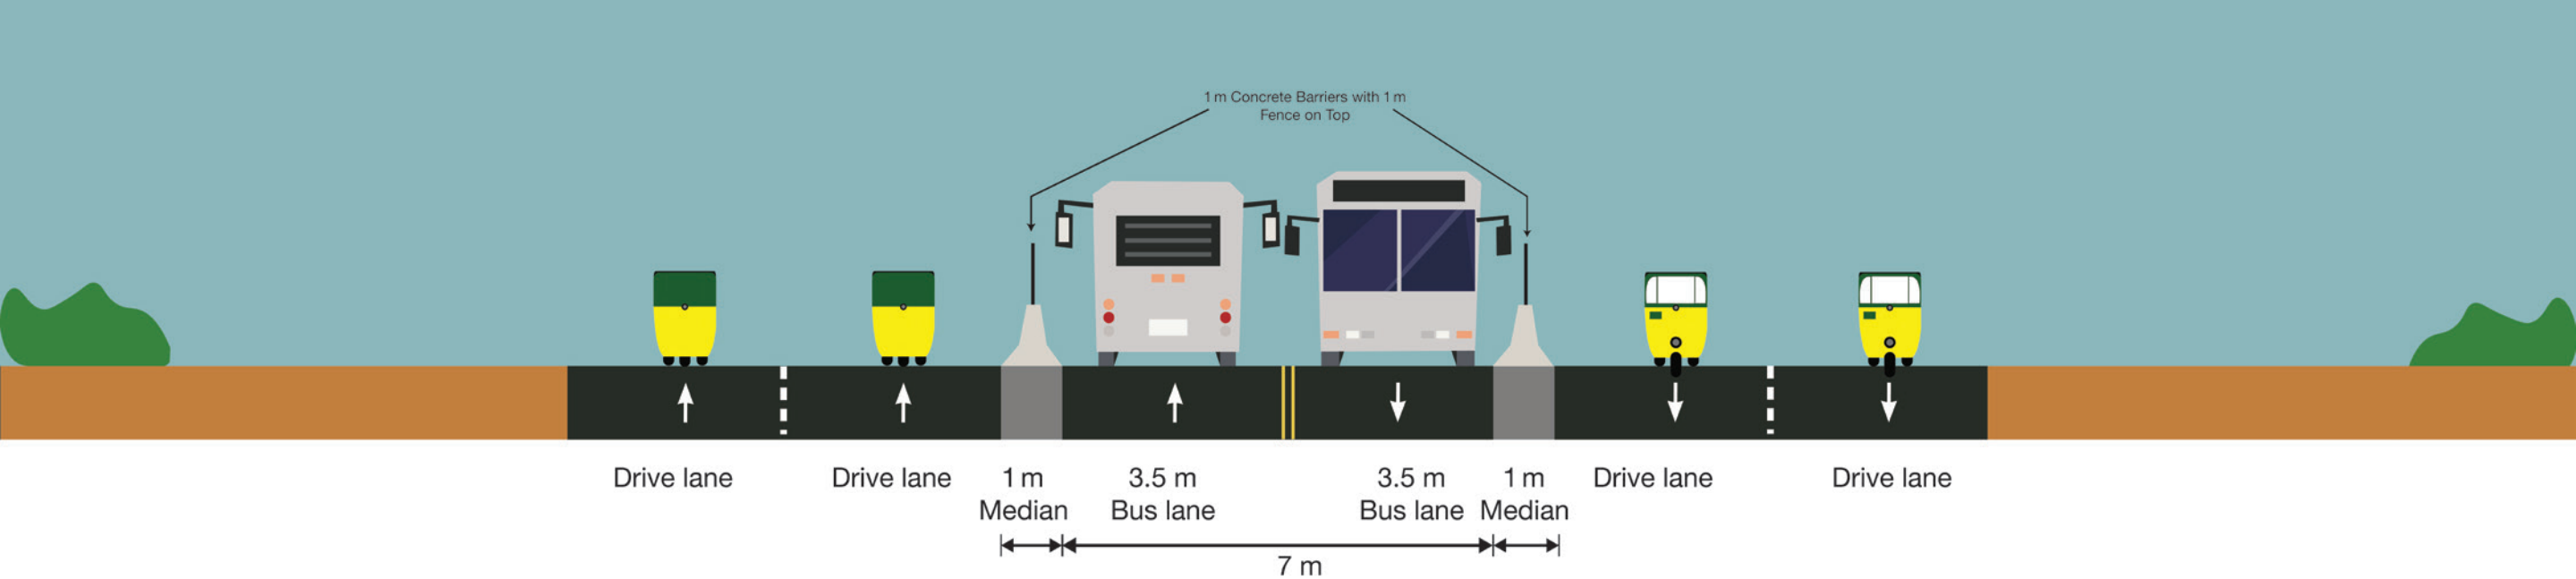 1 m Concrete Barriers with 1 m
Fence on Top
Drive lane
Drive lane
1 m
Median
3.5 m
Bus lane
3.5 m
Bus lane
1 m
Median
Drive lane
Drive lane
7 m